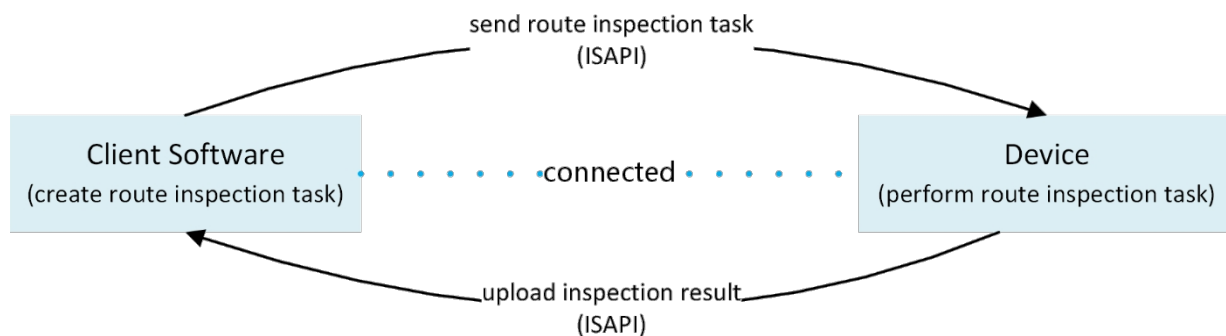 send route inspection task
(ISAPI)
Client Software
(create route inspection task)
connected
Device
(perform route inspection task)
upload inspection result
(ISAPI)